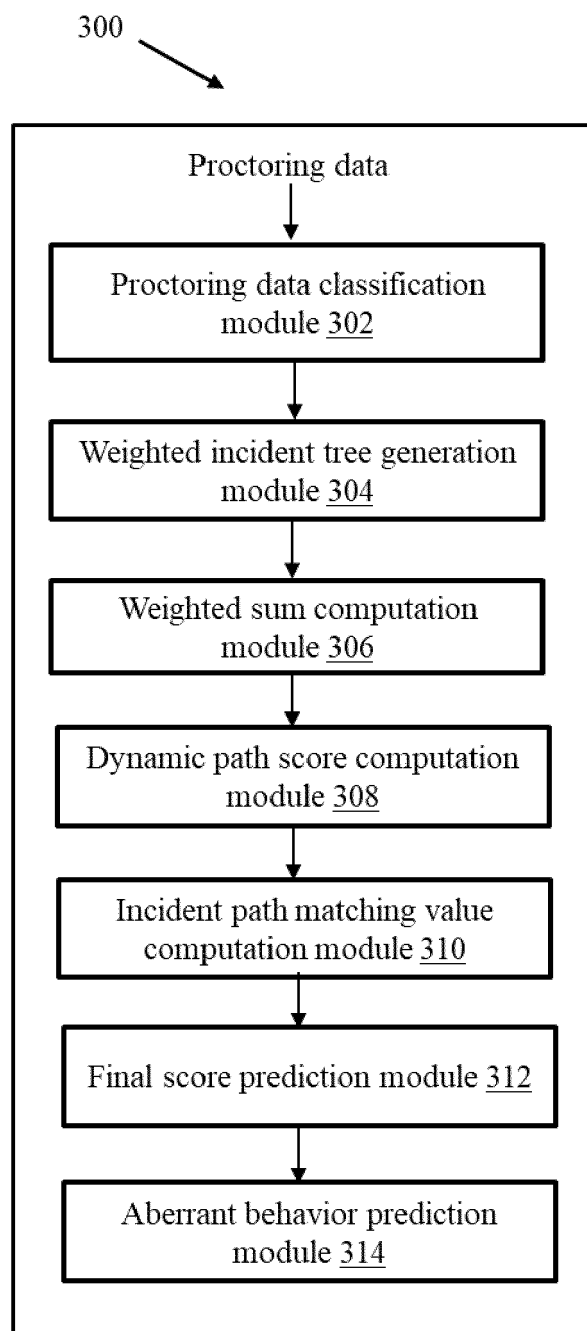 300
Proctoring data
Proctoring data classification
module 302
Weighted incident tree generation
module 304
Weighted sum computation
module 306
Dynamic path score computation
module 308
Incident path matching value
computation module 310
Final score prediction module 312
Aberrant behavior prediction
module 314